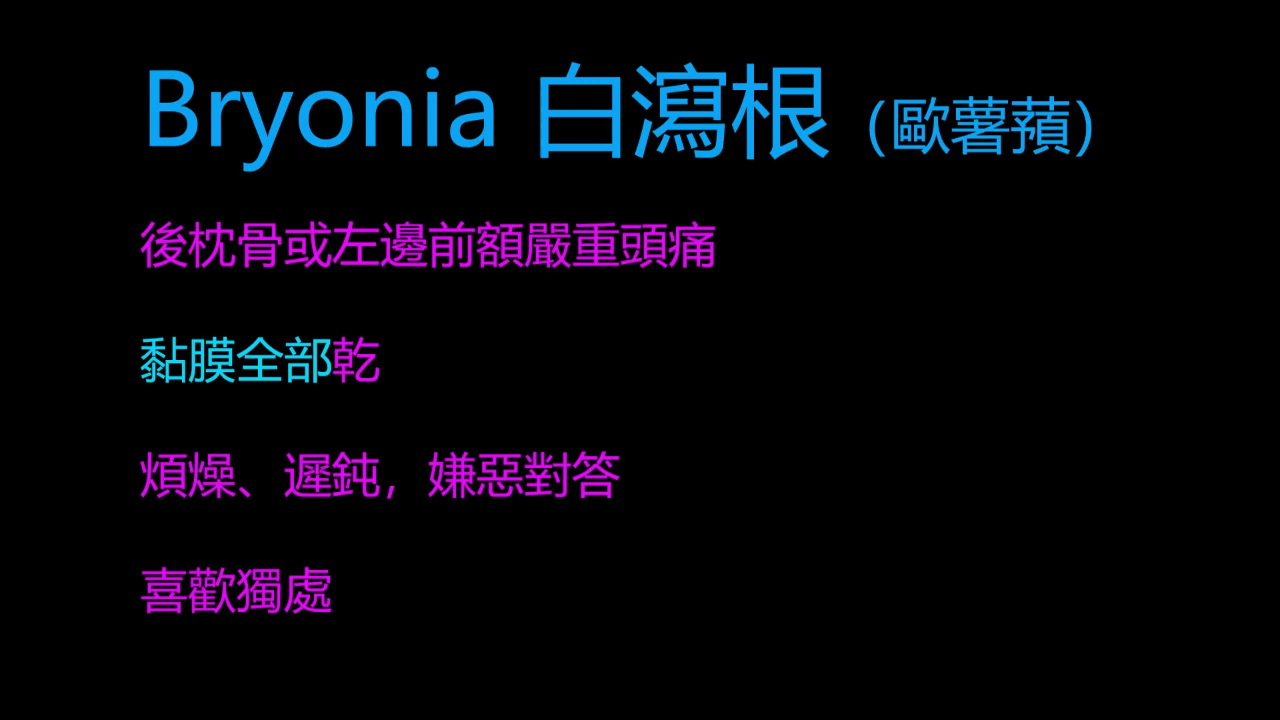 Bryonia 白瀉根（歐薯蕷）
後枕骨或左邊前額嚴重頭痛
黏膜全部乾
煩燥、遲鈍，嫌惡對答
喜歡獨處